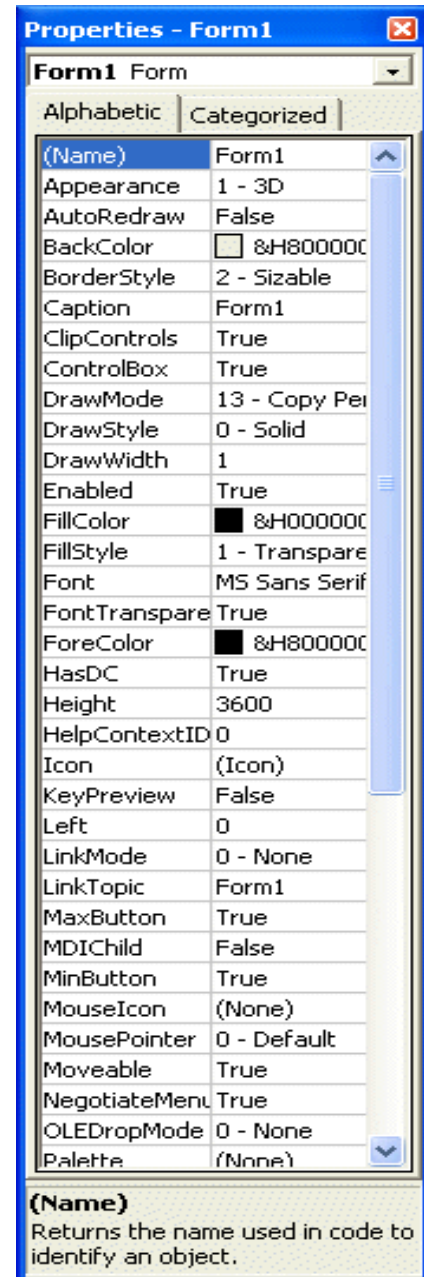 Properties - Form1
Form1 Form
Alphabetic Categorized
(Name) Form1
Appearance 1 - 3D
AutoRedraw False
BackColor &H800000
BorderStyle 2 - Sizable
Caption Form1
ClipControls True
ControlBox True
DrawMode 13 - Copy Pe
DrawStyle 0 - Solid
DrawWidth 1
Enabled True
FillColor &H000000
FillStyle 1 - Transpare
Font MS Sans Serif
FontTranspare True
ForeColor &H800000
HasDC True
Height 3600
HelpContextID 0
Icon (Icon)
KeyPreview False
Left 0
LinkMode 0 - None
LinkTopic Form1
MaxButton True
MDIChild False
MinButton True
MouseIcon (None)
MousePointer 0 - Default
Moveable True
NegotiateMenu True
OLEDropMode 0 - None
Palette (None)
(Name)
Returns the name used in code to
identify an object.